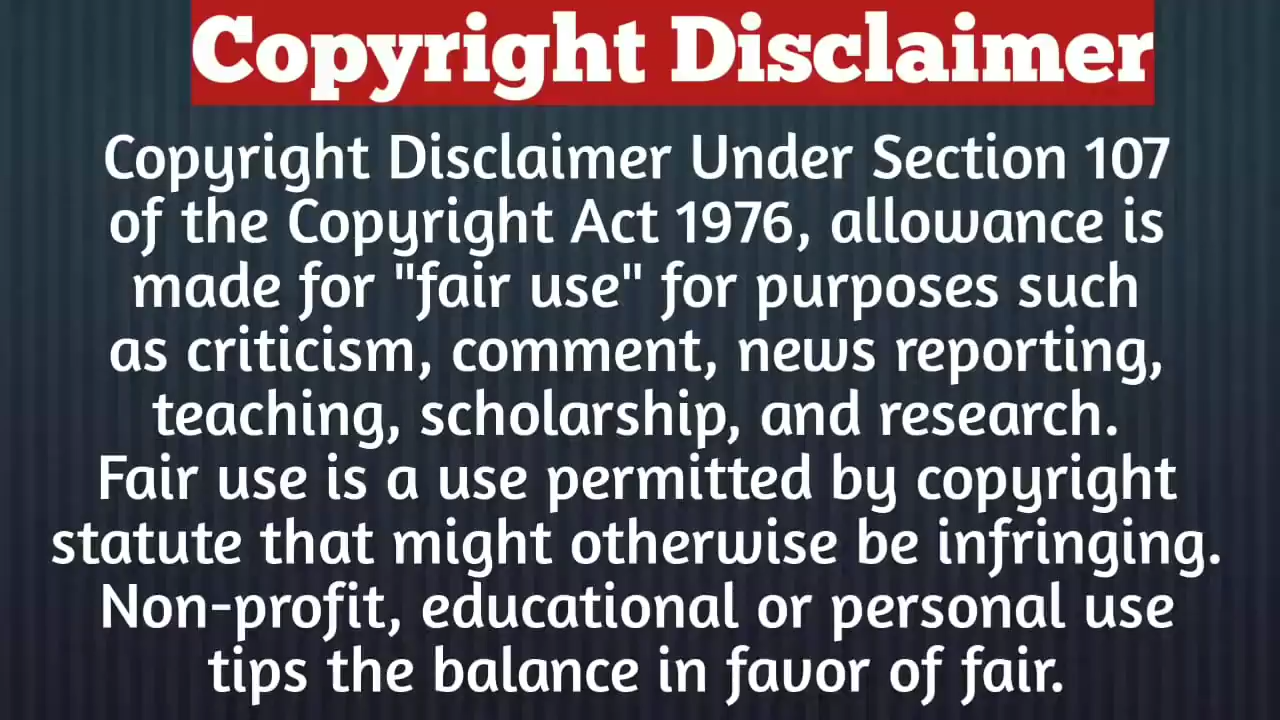 Copyright Disclaimer
Copyright Disclaimer Under Section 107
of the Copyright Act 1976, allowance is
made for "fair use" for purposes such
as criticism, comment, news reporting,
teaching, scholarship, and research.
Fair use is a use permitted by copyright
statute that might otherwise be infringing.
Non-profit, educational or personal use
tips the balance in favor of fair.